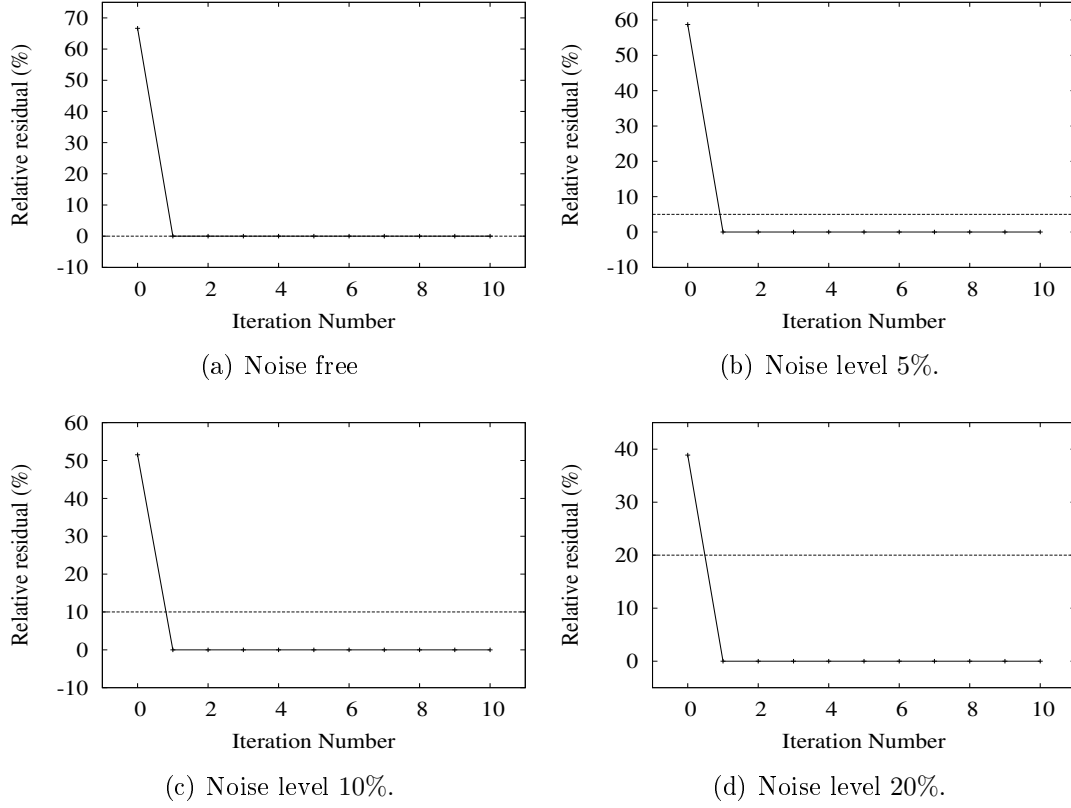 70
60
50
40
30
20
10
0
-10
Relative residual (%)
0 2 4 6 8 10
Iteration Number
(a) Noise free
60
50
40
30
20
10
0
-10
Relative residual (%)
0 2 4 6 8 10
Iteration Number
(b) Noise level 5%.
60
50
40
30
20
10
0
-10
Relative residual (%)
0 2 4 6 8 10
Iteration Number
(c) Noise level 10%.
40
30
20
10
0
Relative residual (%)
0 2 4 6 8 10
Iteration Number
(d) Noise level 20%.